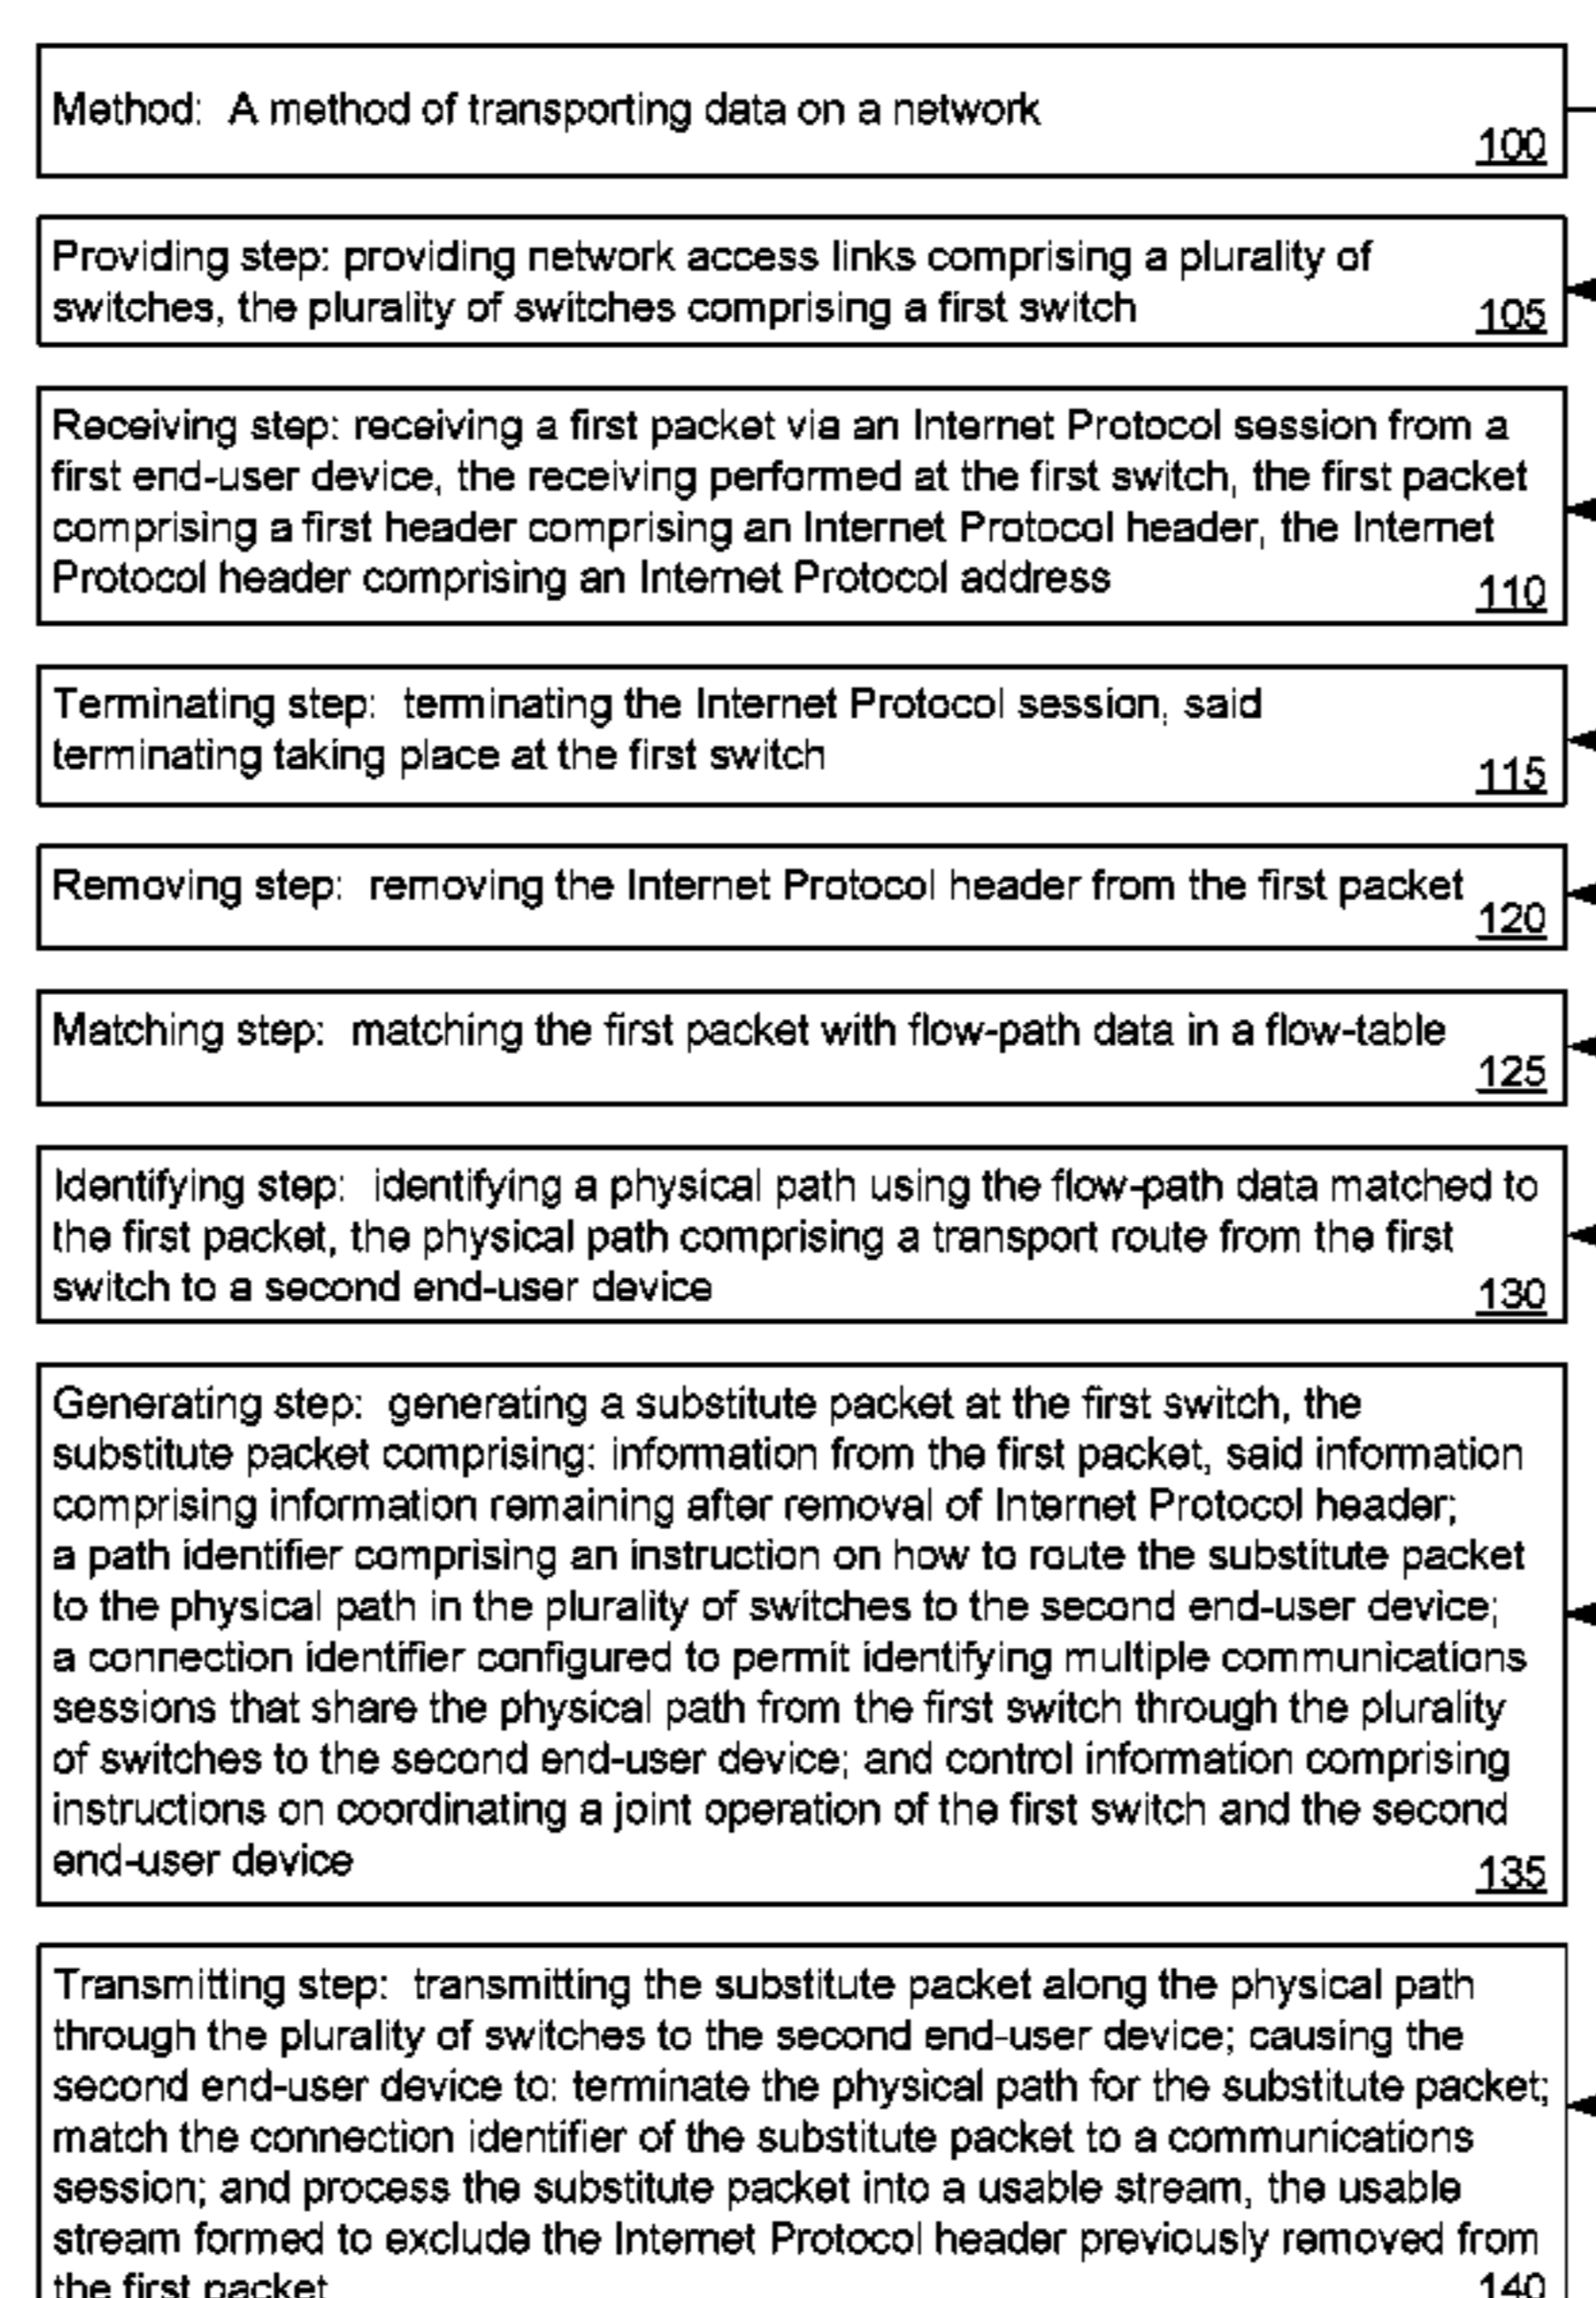 Method: A method of transporting data on a network
100
Providing step: providing network access links comprising a plurality of
switches, the plurality of switches comprising a first switch
105
Receiving step: receiving a first packet via an Internet Protocol session from a
first end-user device, the receiving performed at the first switch, the first packet
comprising a first header comprising an Internet Protocol header, the Internet
Protocol header comprising an Internet Protocol address
110
Terminating step: terminating the Internet Protocol session, said
terminating taking place at the first switch
115
Removing step: removing the Internet Protocol header from the first packet
120
Matching step: matching the first packet with flow-path data in a flow-table
125
Identifying step: identifying a physical path using the flow-path data matched to
the first packet, the physical path comprising a transport route from the first
switch to a second end-user device
130
Generating step: generating a substitute packet at the first switch, the
substitute packet comprising: information from the first packet, said information
comprising information remaining after removal of Internet Protocol header;
a path identifier comprising an instruction on how to route the substitute packet
to the physical path in the plurality of switches to the second end-user device;
a connection identifier configured to permit identifying multiple communications
sessions that share the physical path from the first switch through the plurality
of switches to the second end-user device; and control information comprising
instructions on coordinating a joint operation of the first switch and the second
end-user device
135
Transmitting step: transmitting the substitute packet along the physical path
through the plurality of switches to the second end-user device; causing the
second end-user device to: terminate the physical path for the substitute packet;
match the connection identifier of the substitute packet to a communications
session; and process the substitute packet into a usable stream, the usable
stream formed to exclude the Internet Protocol header previously removed from
the first packet
140